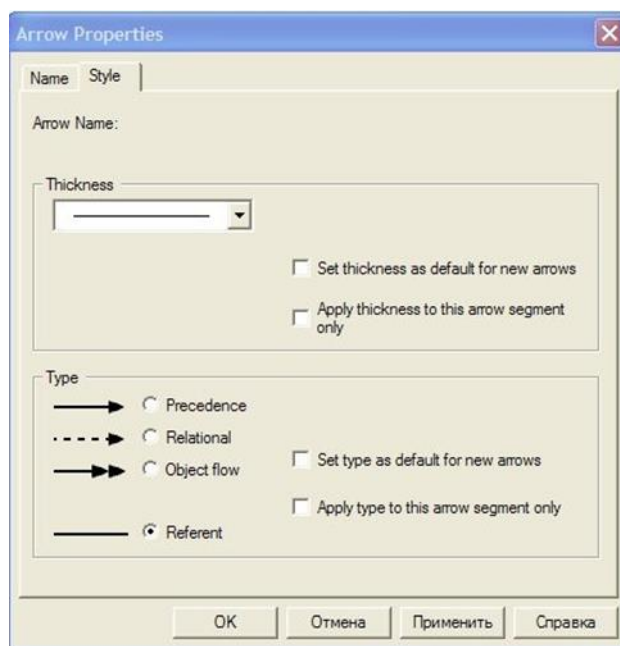 Arrow Properties
Name
Style
Arrow Name:
Thickness
Set thickness as default for new arrows
Apply thickness to this arrow segment
only
Type
Precedence
Relational
Object flow
Set type as default for new arrows
Apply type to this arrow segment only
Referent
OK
Отмена
Применить
Справка